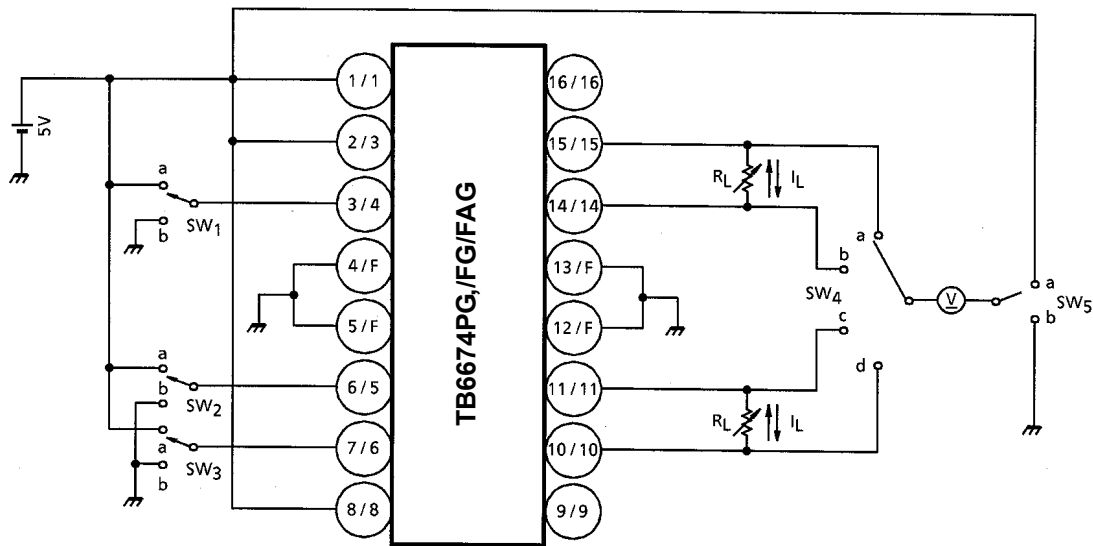 5V
a
b
SW1
a
b
SW2
a
b
SW3
1/1
2/3
3/4
4/F
5/F
6/5
7/6
8/8
TB6674PG,/FG/FAG
16/16
15/15
14/14
13/F
12/F
11/11
10/10
9/9
RL
IL
RL
IL
a
b
SW4
c
d
V
a
SW5
b